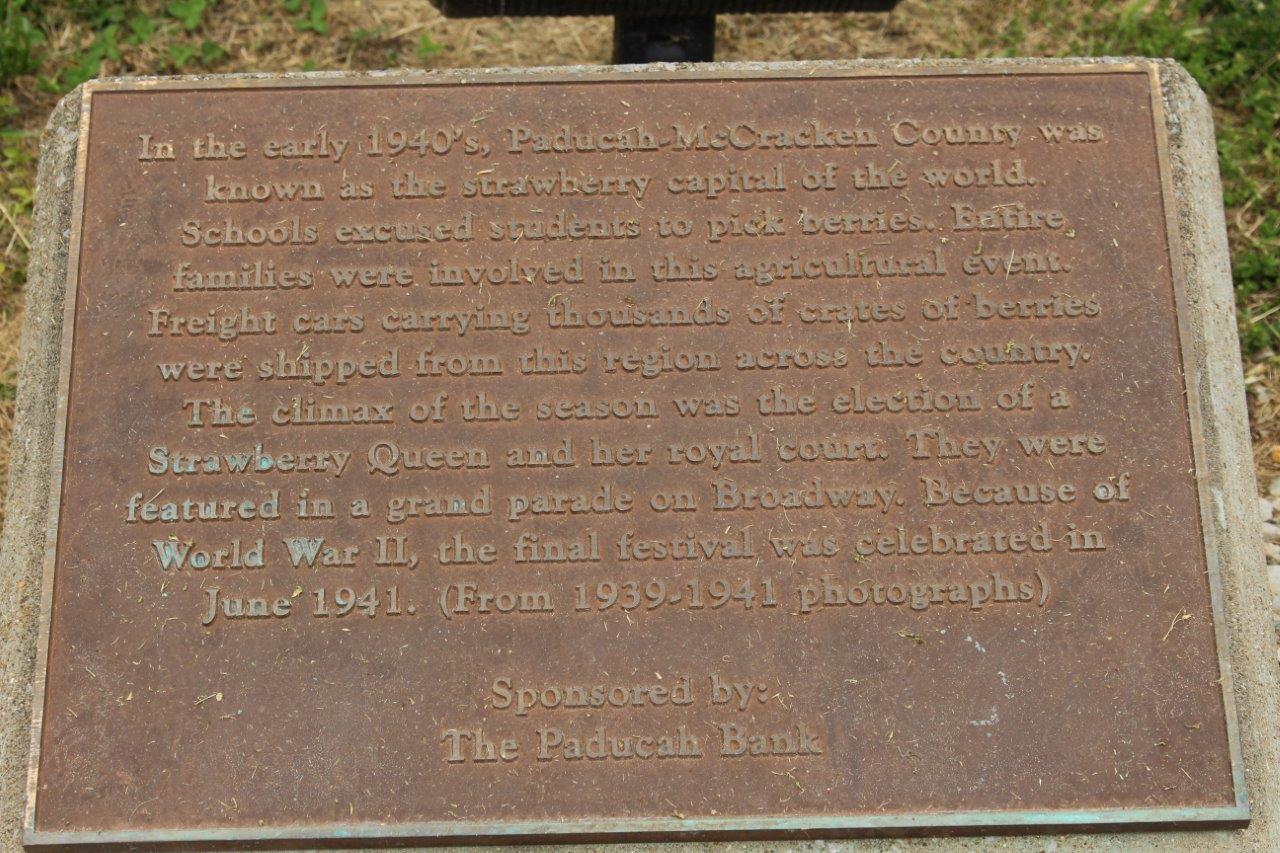 In the early 1940's, Paducah-McCracken County was
known as the strawberry capital of the world.
Schools excused students to pick berries. Entire
families were involved in this agricultural event.
Freight cars carrying thousands of crates of berries
were shipped from this region across the country.
The climax of the season was the election of a
Strawberry Queen and her royal court. They were
featured in a grand parade on Broadway. Because of
World War II, the final festival was celebrated in
June 1941. (From 1939-1941 photographs)
Sponsored by:
The Paducah Bank